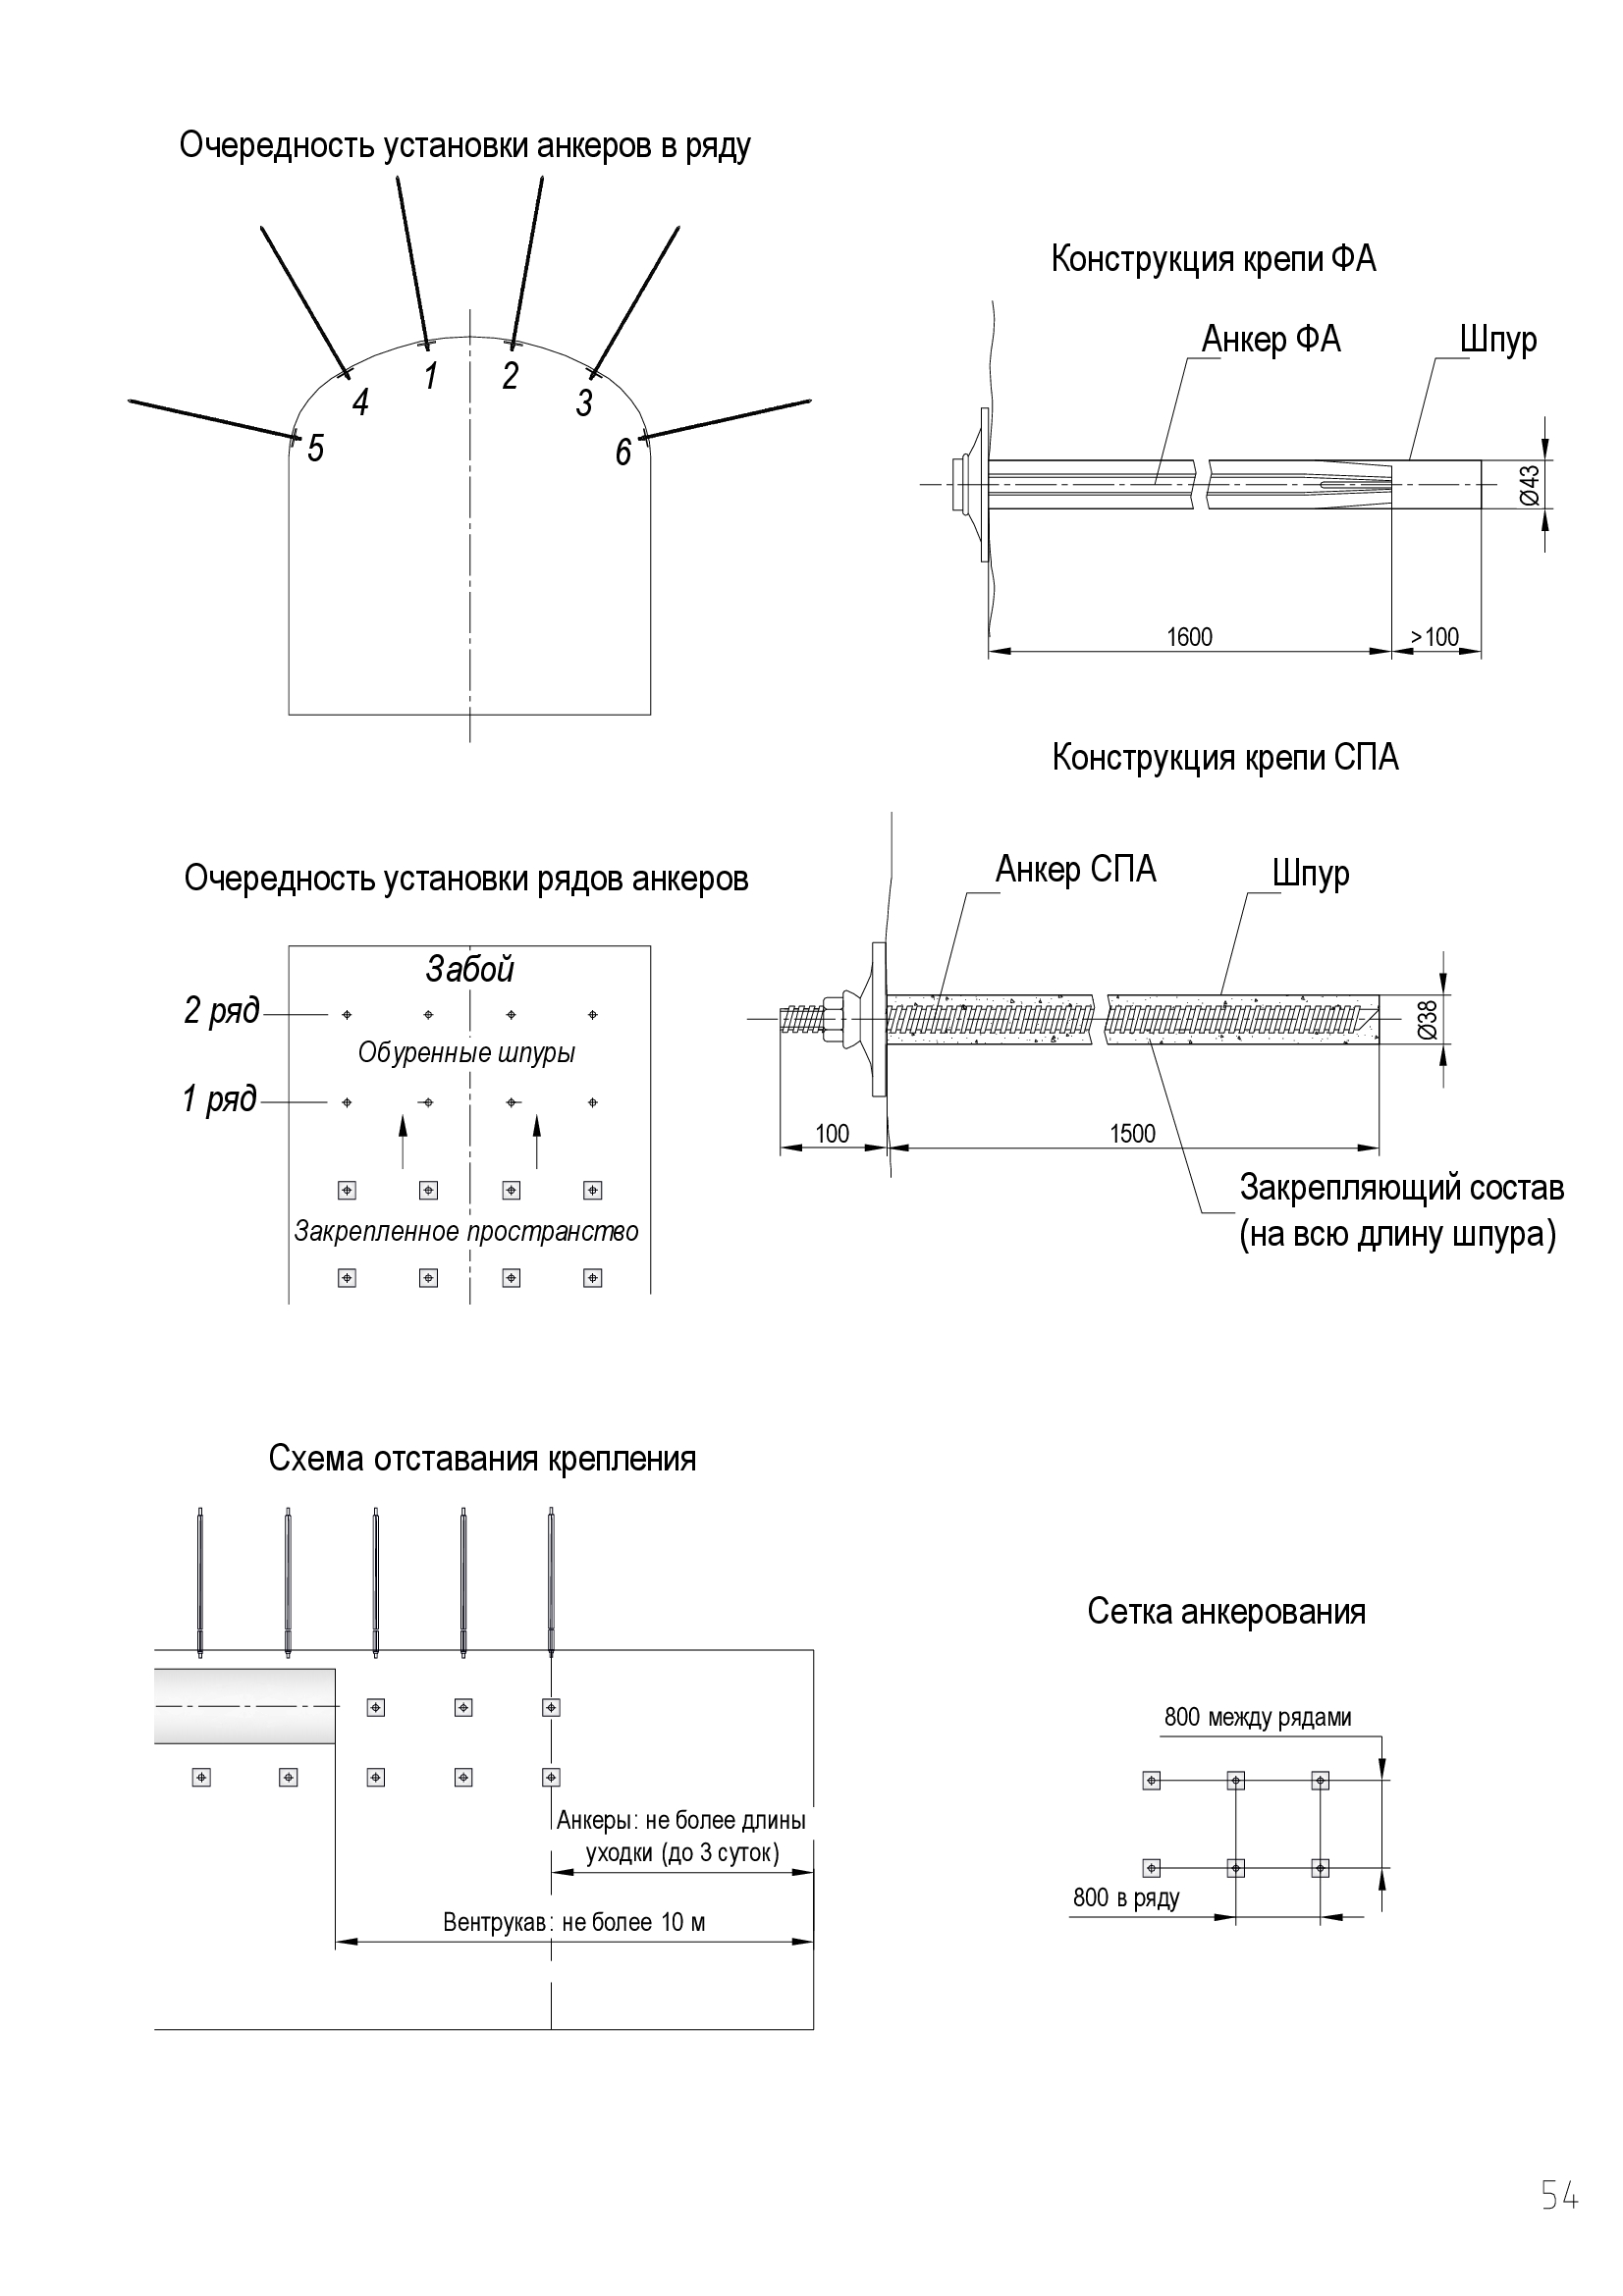 Очередность установки анкеров в ряду
1
2
3
4
5
6
Конструкция крепи ФА
Анкер ФА
Шпур
Ø43
1600
>100
Конструкция крепи СПА
Анкер СПА
Шпур
Ø38
100
1500
Закрепляющий состав
(на всю длину шпура)
Очередность установки рядов анкеров
Забой
2 ряд
Обуренные шпуры
1 ряд
Закрепленное пространство
Схема отставания крепления
Анкеры: не более длины
уходки (до 3 суток)
Вентрукав: не более 10 м
Сетка анкерования
800 между рядами
800 в ряду
54